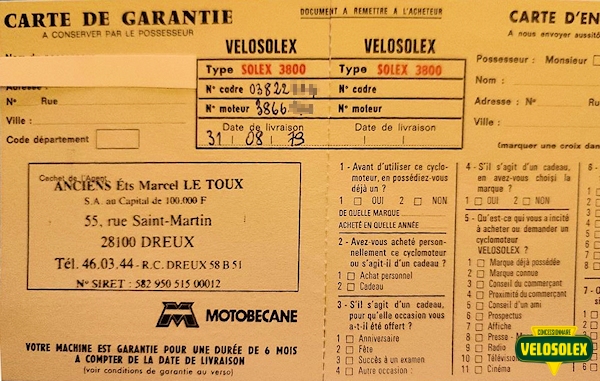 CARTE DE GARANTIE
A CONSERVER PAR LE POSSESSEUR
DOCUMENT A REMETTRE A L'ACHETEUR
VELOSOLEX
Type SOLEX 3800
N° cadre 03822
N° moteur 3866
Date de livraison
31 08 79
Adresse :
N° Rue
Ville :
Code département
Cachet de l'Agent
ANCIENS Éts Marcel LE TOUX
S.A. au Capital de 100.000 F
55, rue Saint-Martin
28100 DREUX
Tél. 46.03.44 - R.C. DREUX 58 B 51
N° SIRET : 582 950 515 00012
MOTOBECANE
VOTRE MACHINE EST GARANTIE POUR UNE DURÉE DE 6 MOIS
A COMPTER DE LA DATE DE LIVRAISON
(voir conditions de garantie au verso)
VELOSOLEX
Type SOLEX 3800
N° cadre
N° moteur
Date de livraison
CARTE D'EN
A nous envoyer aussitô
Possesseur : Monsieur
Nom :
Adresse : N° Ru
Ville :
(marquer une croix dan
1 - Avant d'utiliser ce cyclo-
moteur, en possédiez-vous
déjà un ?
1 OUI 2 NON
DE QUELLE MARQUE
ACHETÉ EN QUELLE ANNÉE
2 - Avez-vous acheté person-
nellement ce cyclomoteur
ou s'agit-il d'un cadeau ?
1 Achat personnel
2 Cadeau
3 - S'il s'agit d'un cadeau,
pour qu'elle occasion vous
a-t-il été offert ?
1 Anniversaire
2 Fête
3 Succès à un examen
4 Autre occasion :
4 - S'il s'agit d'un cadeau,
en avez-vous choisi la
marque ?
1 OUI 2 NON
5 - Qu'est-ce qui vous a incité
à acheter ou demander un
cyclomoteur
VELOSOLEX ?
1 Marque déjà possédée
2 Marque connue
3 Conseil du commerçant
4 Proximité du commerçant
5 Conseil d'un ami
6 Prospectus
7 Affiche
8 Presse - M
9 Radio
10 Télévision
11 Cinéma
6 -
7 -
CONCESSIONNAIRE
VELOSOLEX